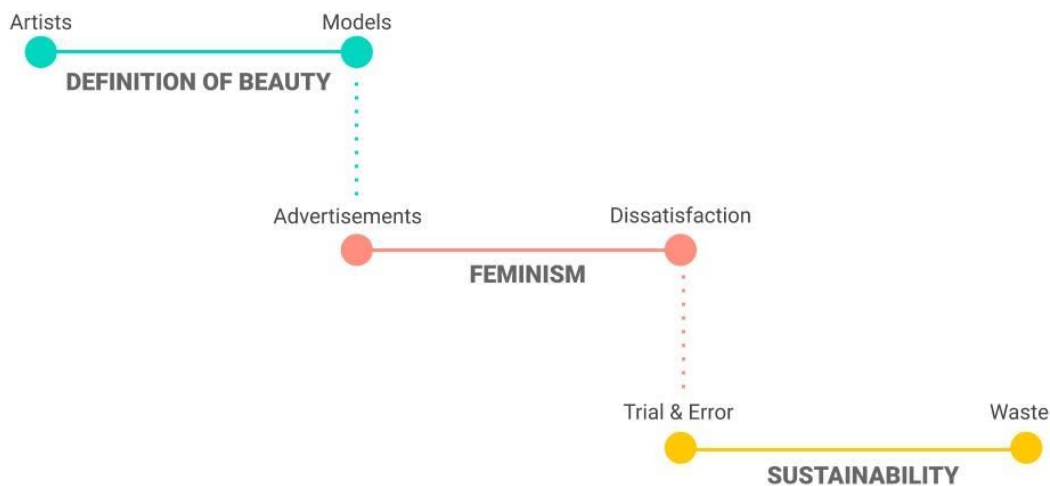 Artists
Models
DEFINITION OF BEAUTY
Advertisements
Dissatisfaction
FEMINISM
Trial & Error
Waste
SUSTAINABILITY